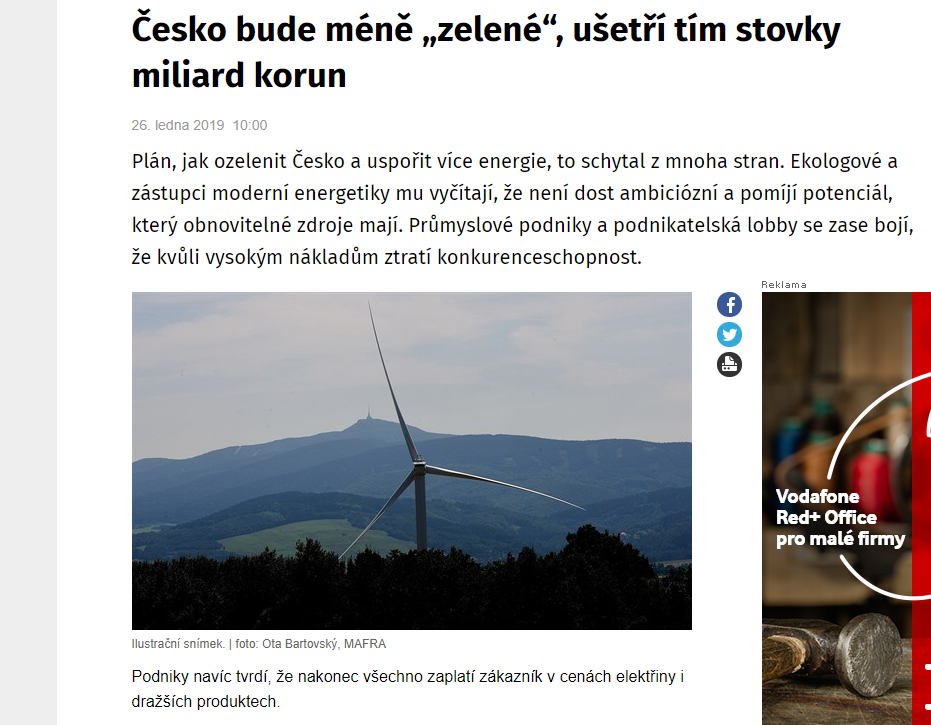 Česko bude méně „zelené“, ušetří tím stovky
miliard korun
26. ledna 2019 10:00
Plán, jak ozelenit Česko a uspořit více energie, to schytal z mnoha stran. Ekologové a
zástupci moderní energetiky mu vyčítají, že není dost ambiciózní a pomíjí potenciál,
který obnovitelné zdroje mají. Průmyslové podniky a podnikatelská lobby se zase bojí,
že kvůli vysokým nákladům ztratí konkurenceschopnost.
Reklama
Vodafone
Red+ Office
pro malé firmy
Ilustrační snímek. | foto: Ota Bartovský, MAFRA
Podniky navíc tvrdí, že nakonec všechno zaplatí zákazník v cenách elektřiny i
dražších produktech.